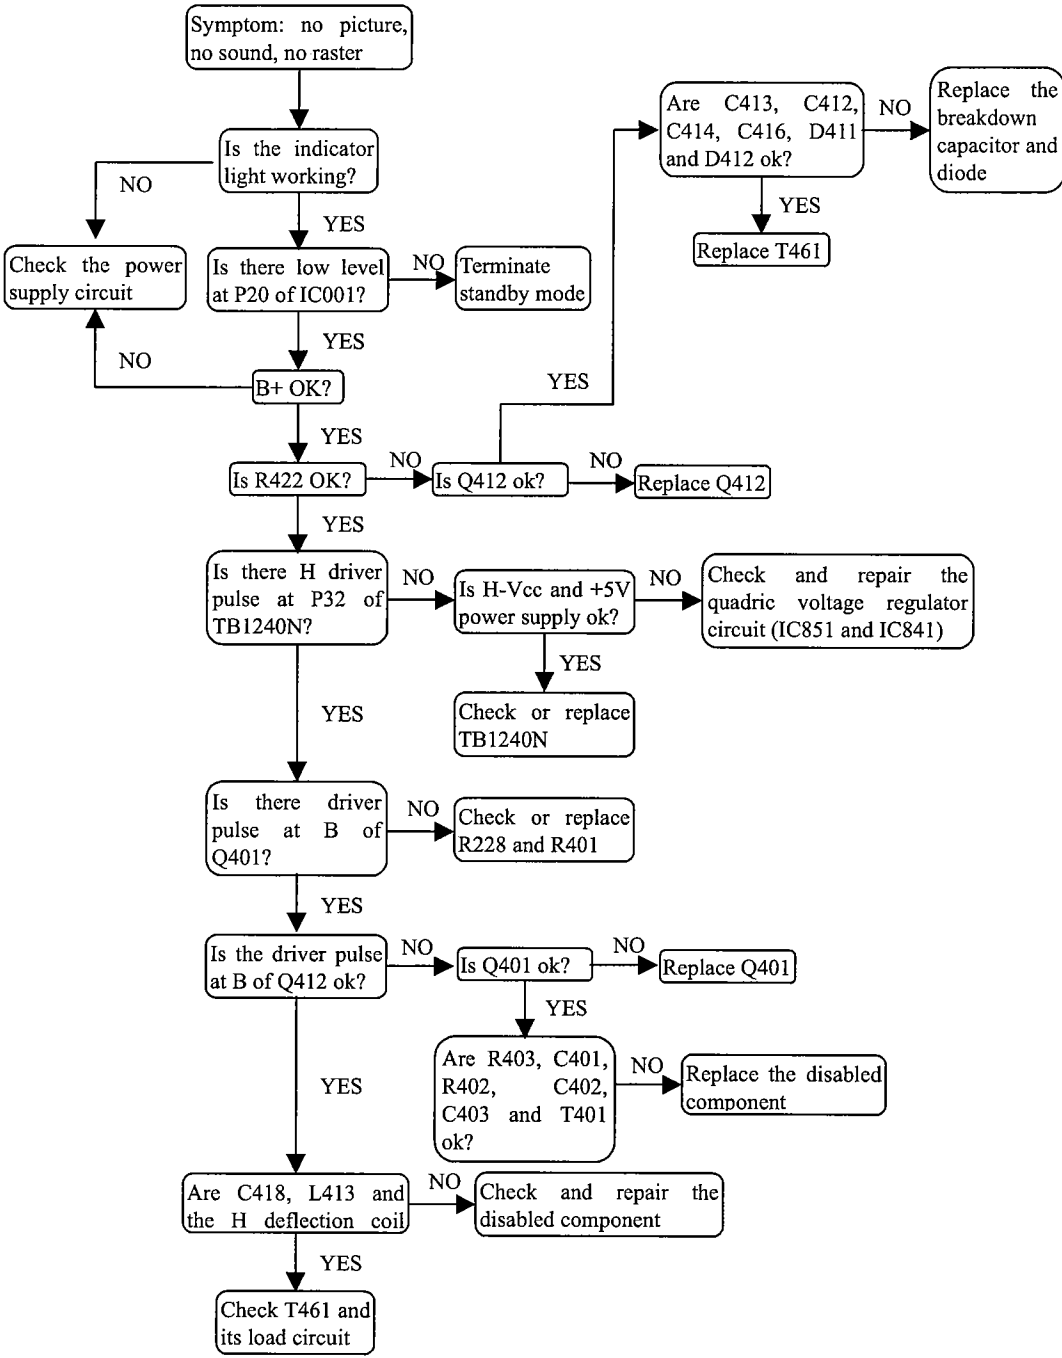 Symptom: no picture,
no sound, no raster
Is the indicator
light working?
NO
YES
Check the power
supply circuit
Is there low level
at P20 of IC001?
NO
Terminate
standby mode
YES
NO
B+ OK?
YES
Is R422 OK?
NO
Is Q412 ok?
NO
Replace Q412
YES
Are C413, C412,
C414, C416, D411
and D412 ok?
NO
Replace the
breakdown
capacitor and
diode
YES
Replace T461
YES
Is there H driver
pulse at P32 of
TB1240N?
NO
Is H-Vcc and +5V
power supply ok?
NO
Check and repair the
quadric voltage regulator
circuit (IC851 and IC841)
YES
Check or replace
TB1240N
YES
Is there driver
pulse at B of
Q401?
NO
Check or replace
R228 and R401
YES
Is the driver pulse
at B of Q412 ok?
NO
Is Q401 ok?
NO
Replace Q401
YES
Are R403, C401,
R402, C402,
C403 and T401
ok?
NO
Replace the disabled
component
YES
Are C418, L413 and
the H deflection coil
NO
Check and repair the
disabled component
YES
Check T461 and
its load circuit